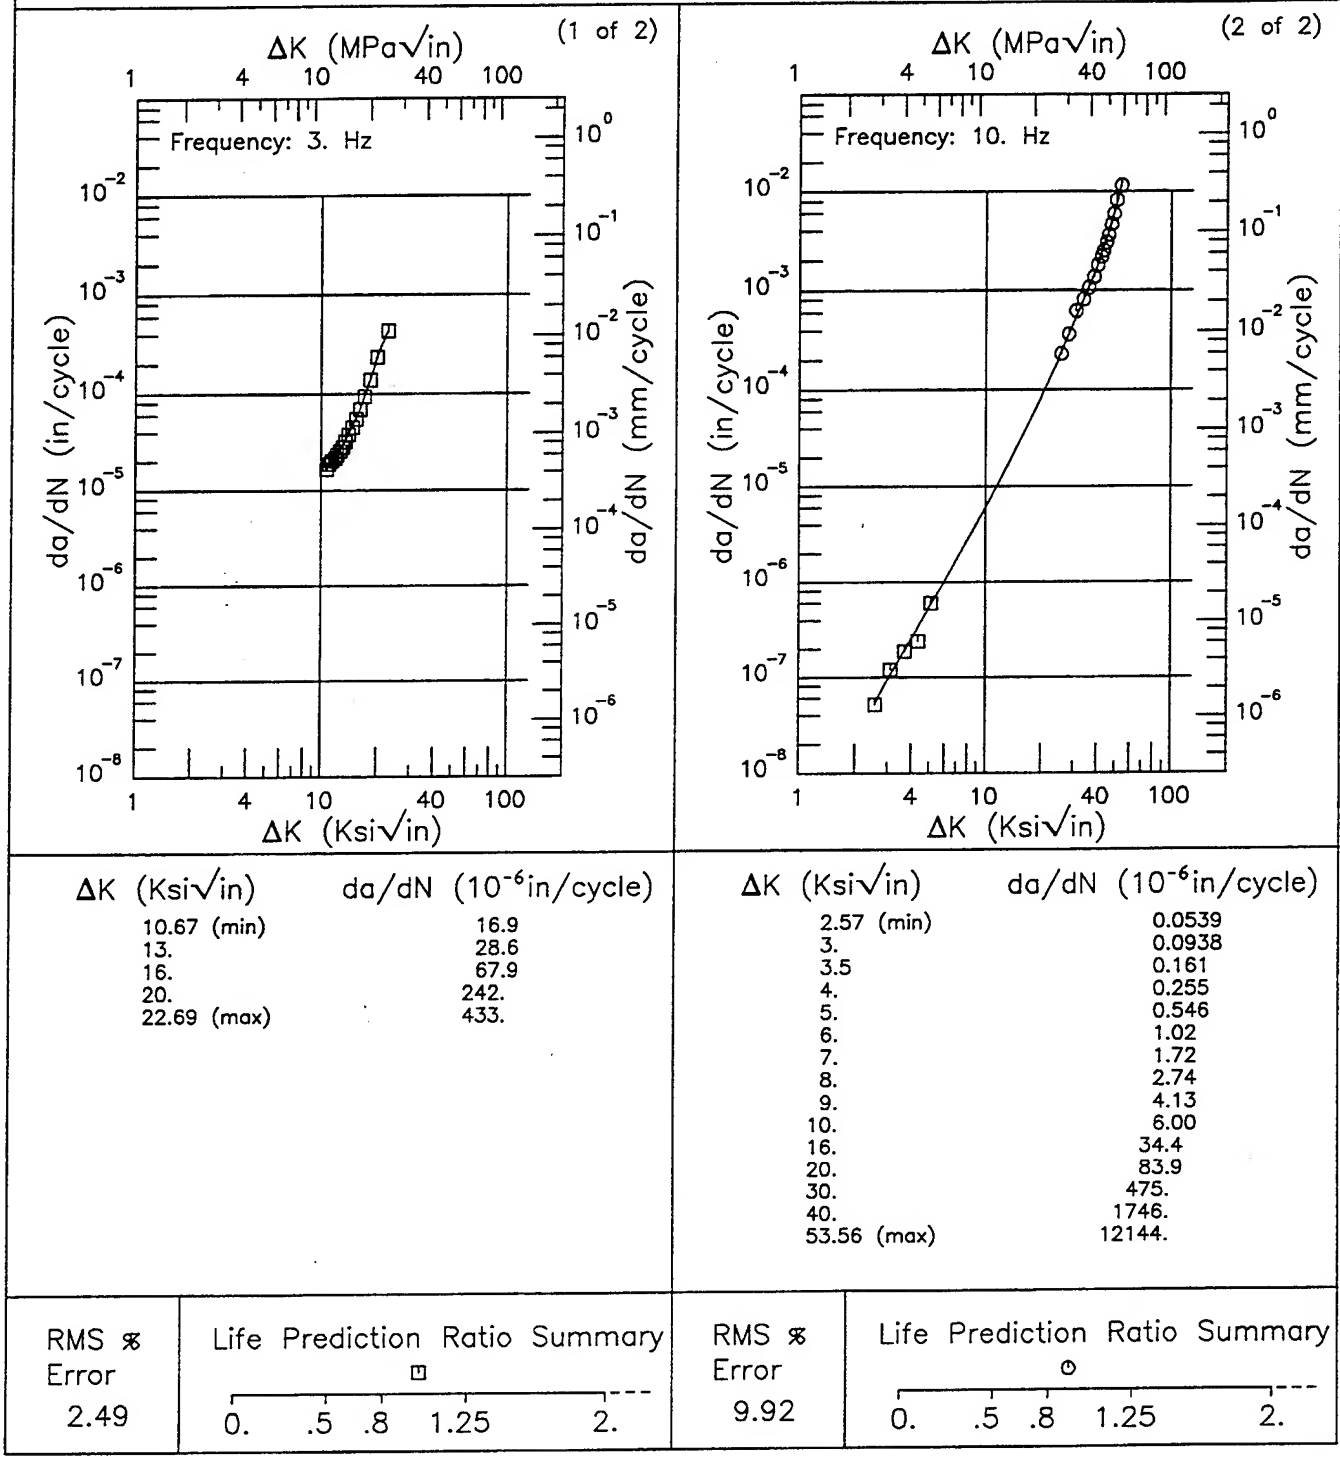 (1 of 2)
ΔK (MPa√in)
1 4 10 40 100
Frequency: 3. Hz
10⁻²
10⁻³
10⁻⁴
10⁻⁵
10⁻⁶
10⁻⁷
10⁻⁸
da/dN (in/cycle)
10⁰
10⁻¹
10⁻²
10⁻³
10⁻⁴
10⁻⁵
10⁻⁶
da/dN (mm/cycle)
1 4 10 40 100
ΔK (Ksi√in)
(2 of 2)
ΔK (MPa√in)
1 4 10 40 100
Frequency: 10. Hz
10⁻²
10⁻³
10⁻⁴
10⁻⁵
10⁻⁶
10⁻⁷
10⁻⁸
da/dN (in/cycle)
10⁰
10⁻¹
10⁻²
10⁻³
10⁻⁴
10⁻⁵
10⁻⁶
da/dN (mm/cycle)
1 4 10 40 100
ΔK (Ksi√in)
ΔK (Ksi√in) da/dN (10⁻⁶in/cycle)
10.67 (min) 16.9
13. 28.6
16. 67.9
20. 242.
22.69 (max) 433.
ΔK (Ksi√in) da/dN (10⁻⁶in/cycle)
2.57 (min) 0.0539
3. 0.0938
3.5 0.161
4. 0.255
5. 0.546
6. 1.02
7. 1.72
8. 2.74
9. 4.13
10. 6.00
16. 34.4
20. 83.9
30. 475.
40. 1746.
53.56 (max) 12144.
RMS %
Error
2.49
Life Prediction Ratio Summary
0. .5 .8 1.25 2.
RMS %
Error
9.92
Life Prediction Ratio Summary
0. .5 .8 1.25 2.